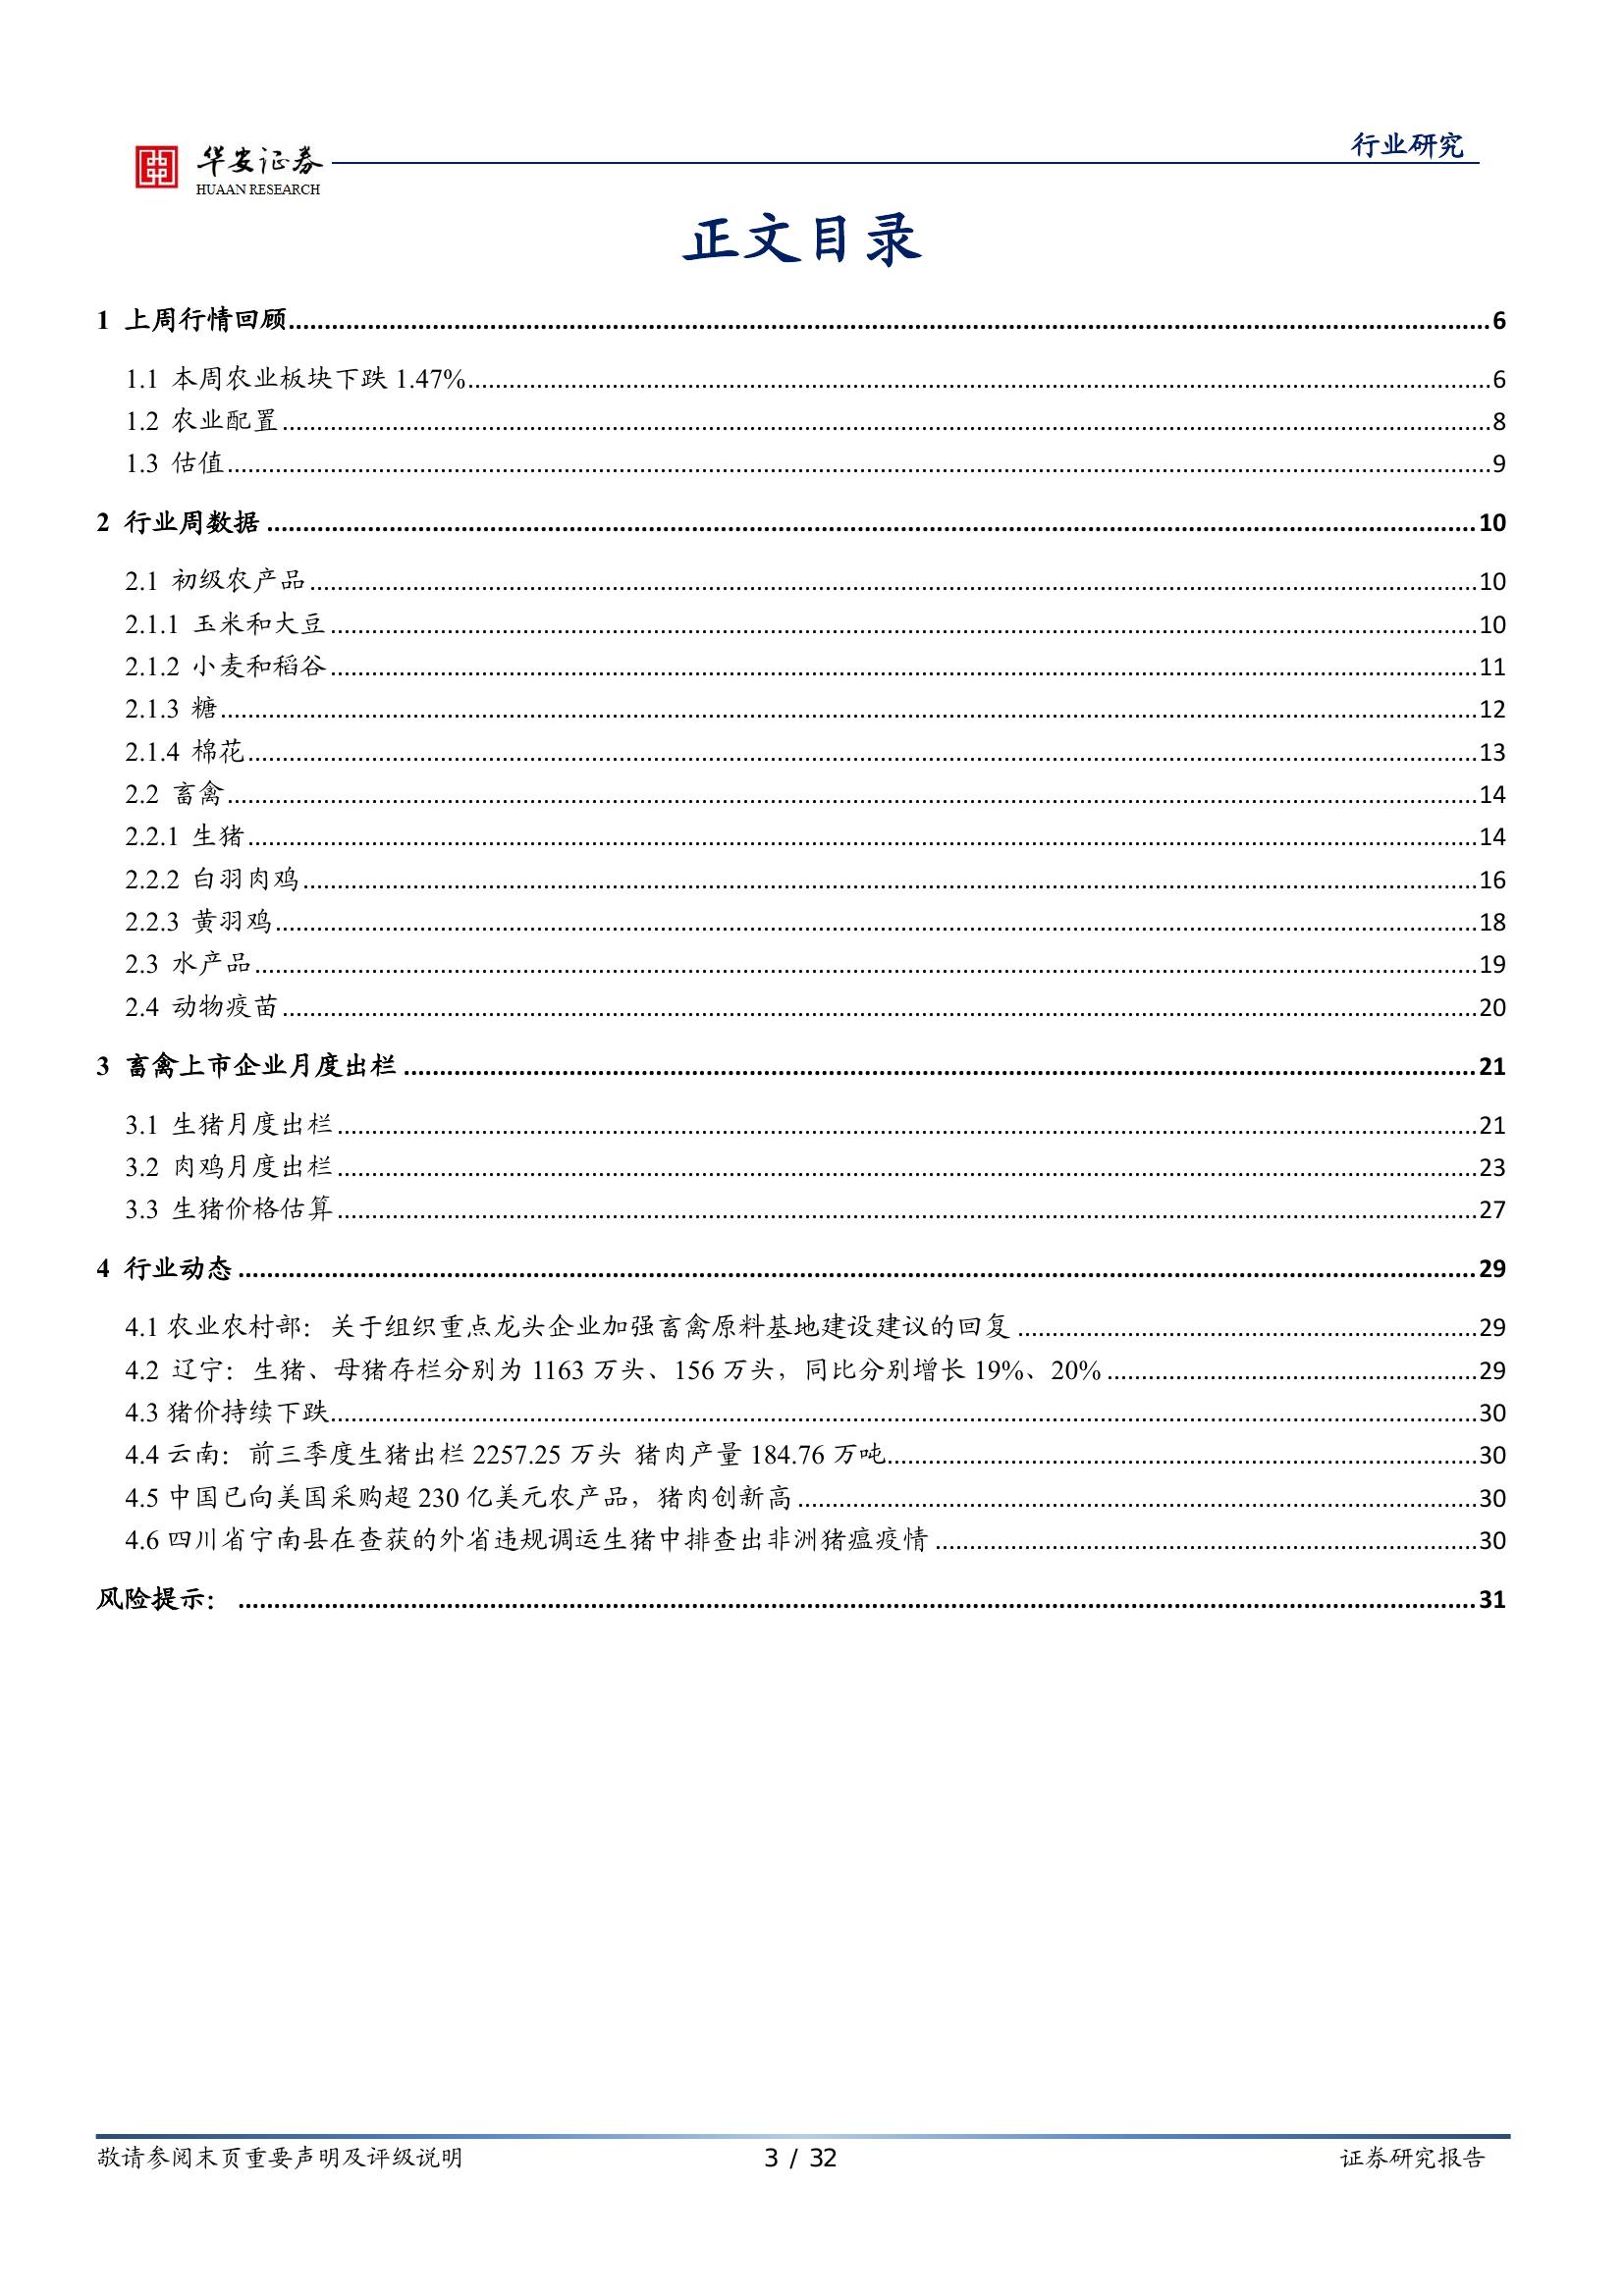 行业研究
华安证券
HUAAN RESEARCH
正文目录
1 上周行情回顾 6
1.1 本周农业板块下跌 1.47% 6
1.2 农业配置 8
1.3 估值 9
2 行业周数据 10
2.1 初级农产品 10
2.1.1 玉米和大豆 10
2.1.2 小麦和稻谷 11
2.1.3 糖 12
2.1.4 棉花 13
2.2 畜禽 14
2.2.1 生猪 14
2.2.2 白羽肉鸡 16
2.2.3 黄羽鸡 18
2.3 水产品 19
2.4 动物疫苗 20
3 畜禽上市企业月度出栏 21
3.1 生猪月度出栏 21
3.2 肉鸡月度出栏 23
3.3 生猪价格估算 27
4 行业动态 29
4.1 农业农村部：关于组织重点龙头企业加强畜禽原料基地建设建议的回复 29
4.2 辽宁：生猪、母猪存栏分别为 1163 万头、156 万头，同比分别增长 19%、20% 29
4.3 猪价持续下跌 30
4.4 云南：前三季度生猪出栏 2257.25 万头 猪肉产量 184.76 万吨 30
4.5 中国已向美国采购超 230 亿美元农产品，猪肉创新高 30
4.6 四川省宁南县在查获的外省违规调运生猪中排查出非洲猪瘟疫情 30
风险提示： 31
敬请参阅末页重要声明及评级说明 3 / 32 证券研究报告